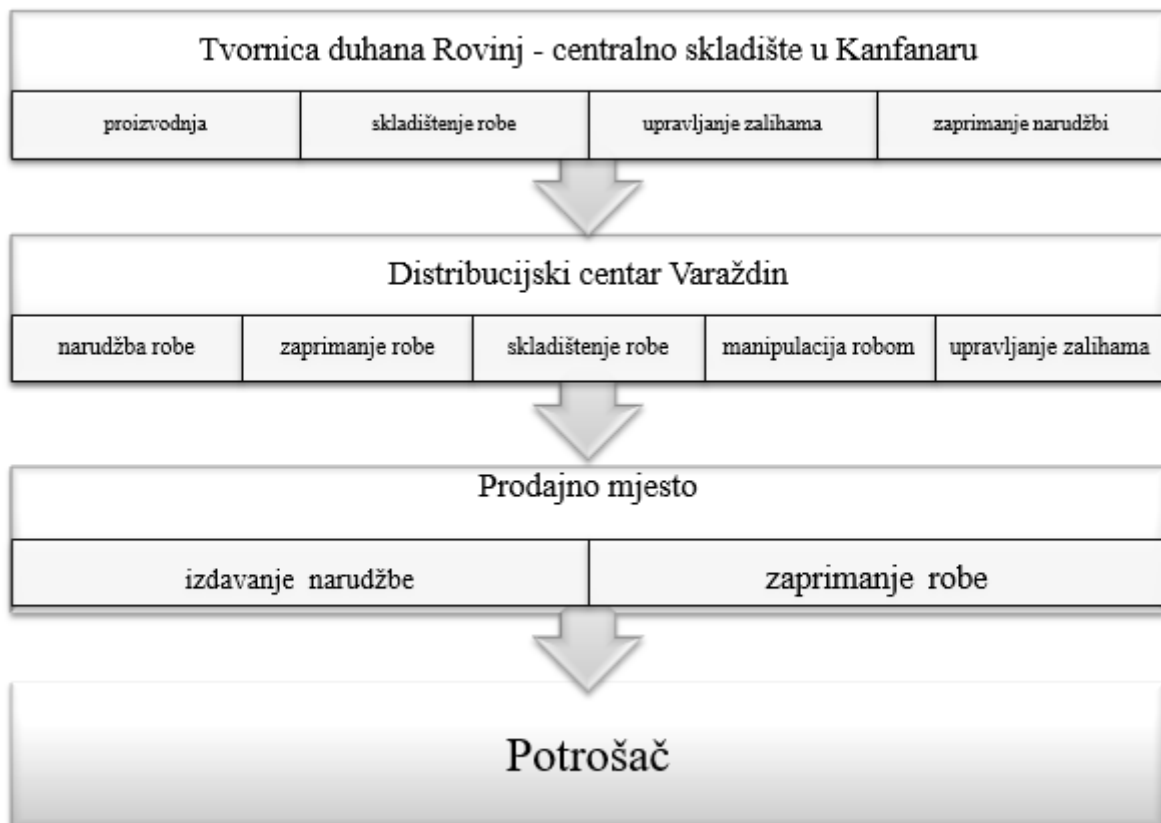 Tvornica duhana Rovinj - centralno skladište u Kanfanaru
proizvodnja
skladištenje robe
upravljanje zalihama
zaprimanje narudžbi
Distribucijski centar Varaždin
narudžba robe
zaprimanje robe
skladištenje robe
manipulacija robom
upravljanje zalihama
Prodajno mjesto
izdavanje narudžbe
zaprimanje robe
Potrošač